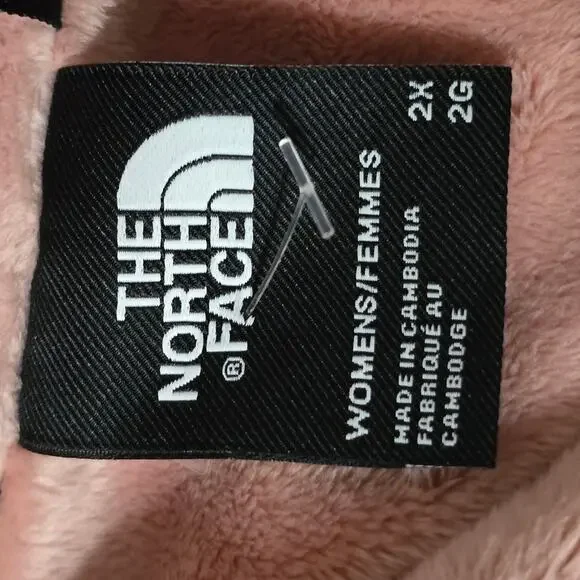 THE
NORTH
FACE®
WOMENS/FEMMES
2X
2G
MADE IN CAMBODIA
FABRIQUÉ AU
CAMBODGE